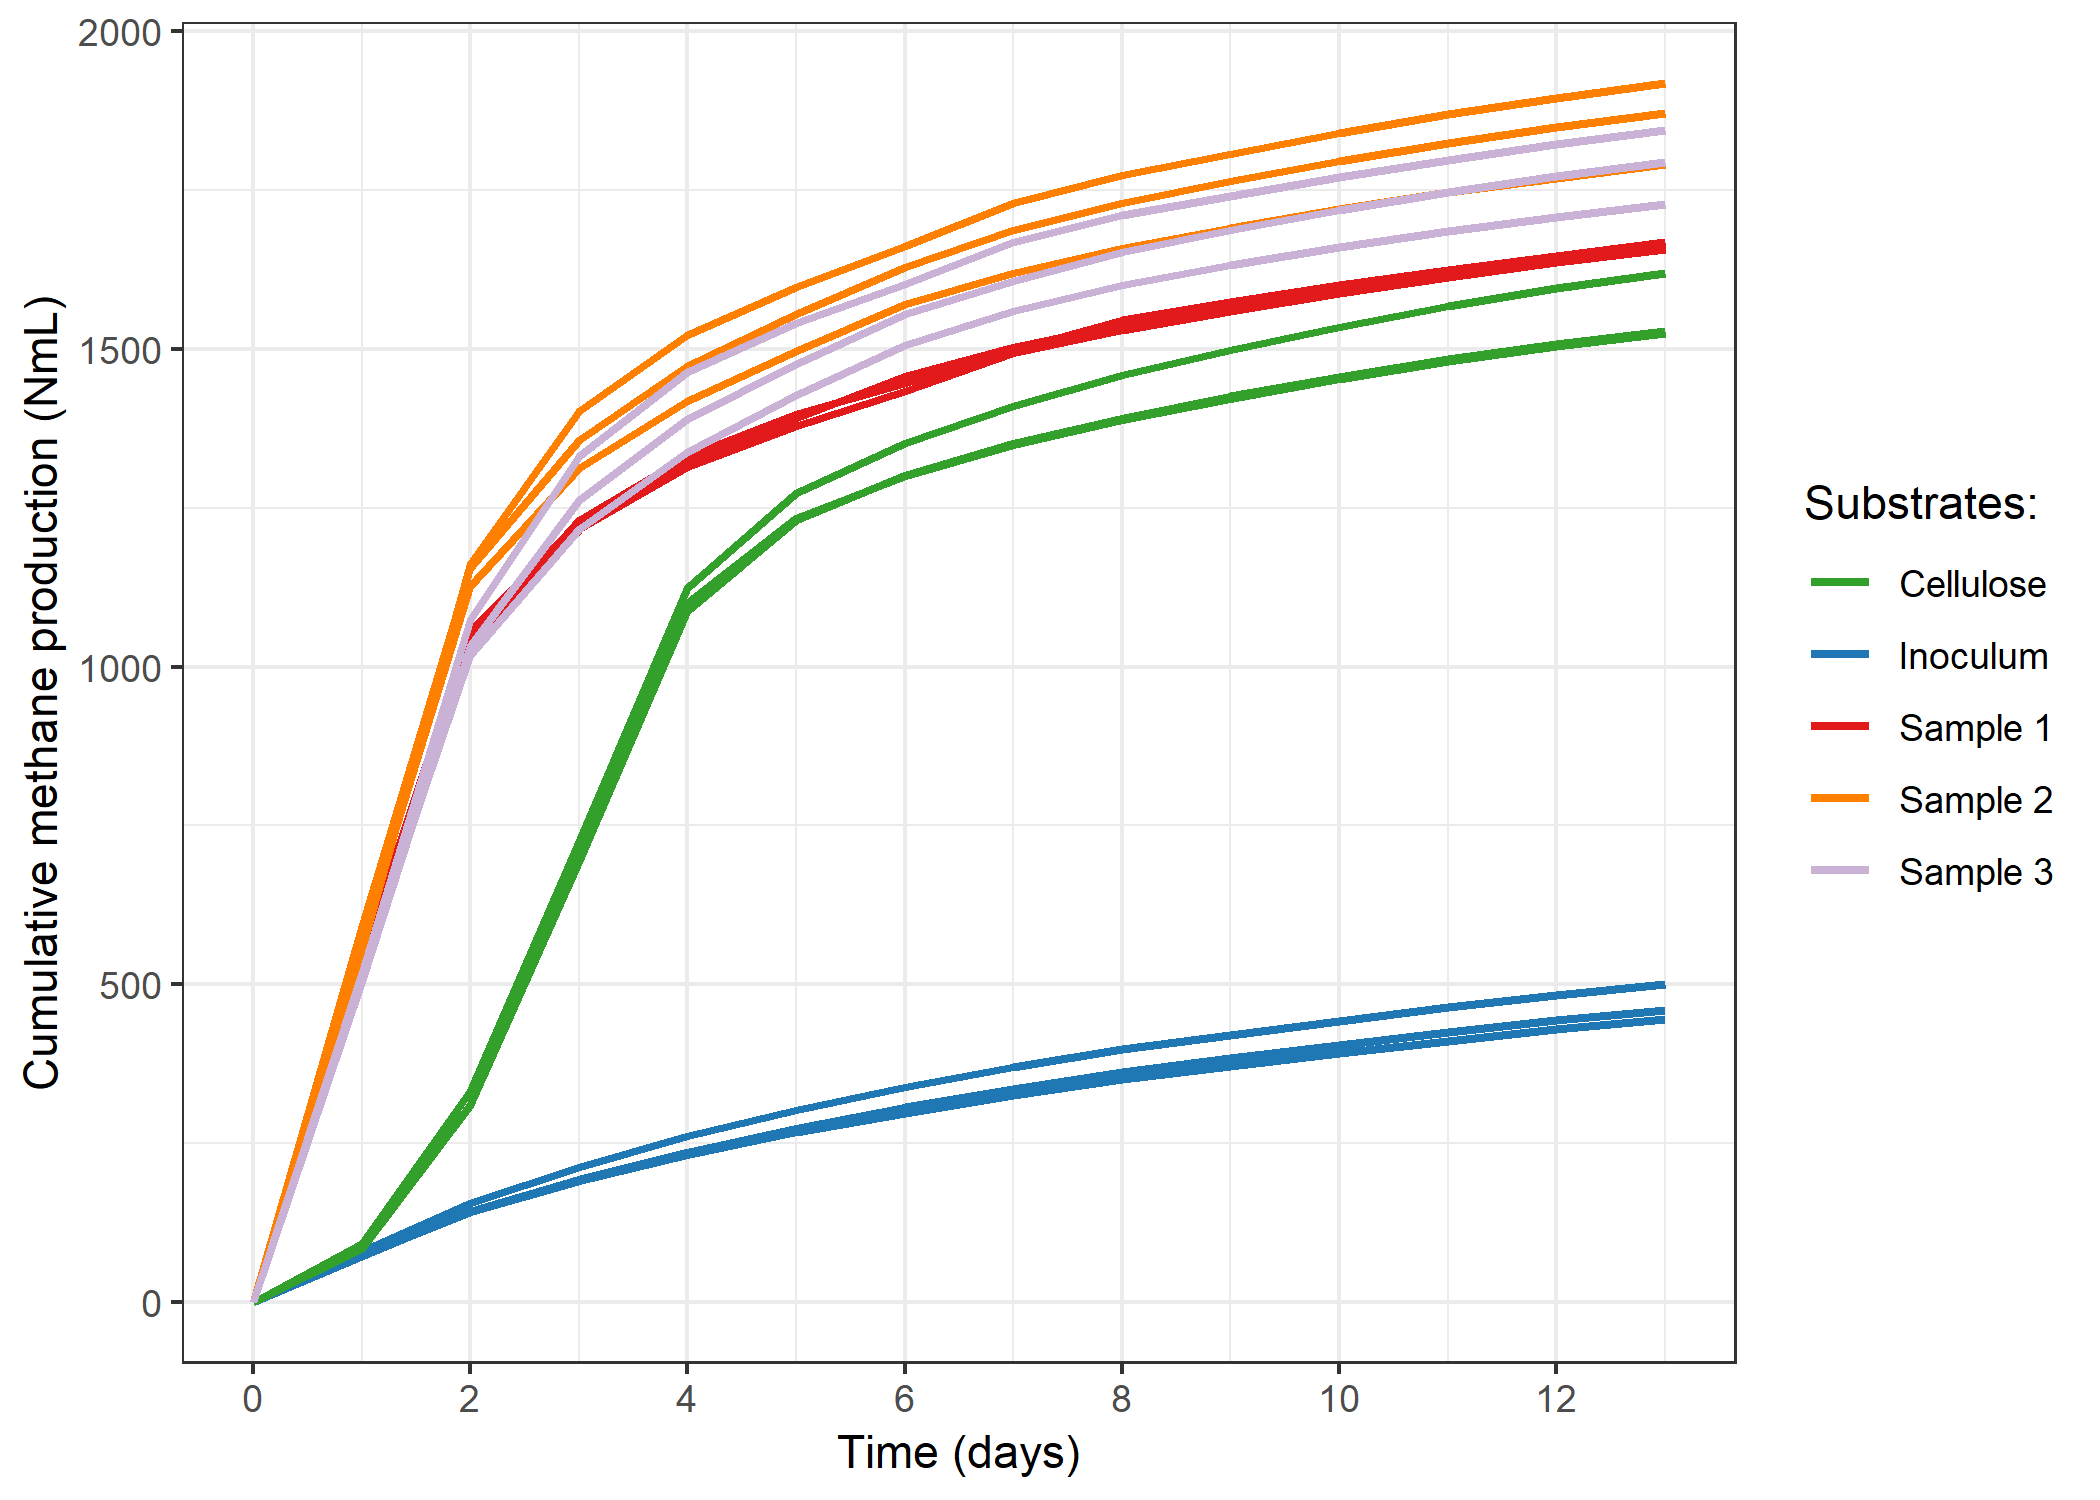 2000
1500
1000
500
0
Cumulative methane production (NmL)
0 2 4 6 8 10 12
Time (days)
Substrates:
Cellulose
Inoculum
Sample 1
Sample 2
Sample 3